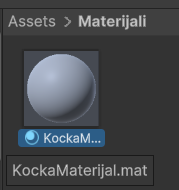 Assets > Materijali
KockaM...
KockaMaterijal.mat